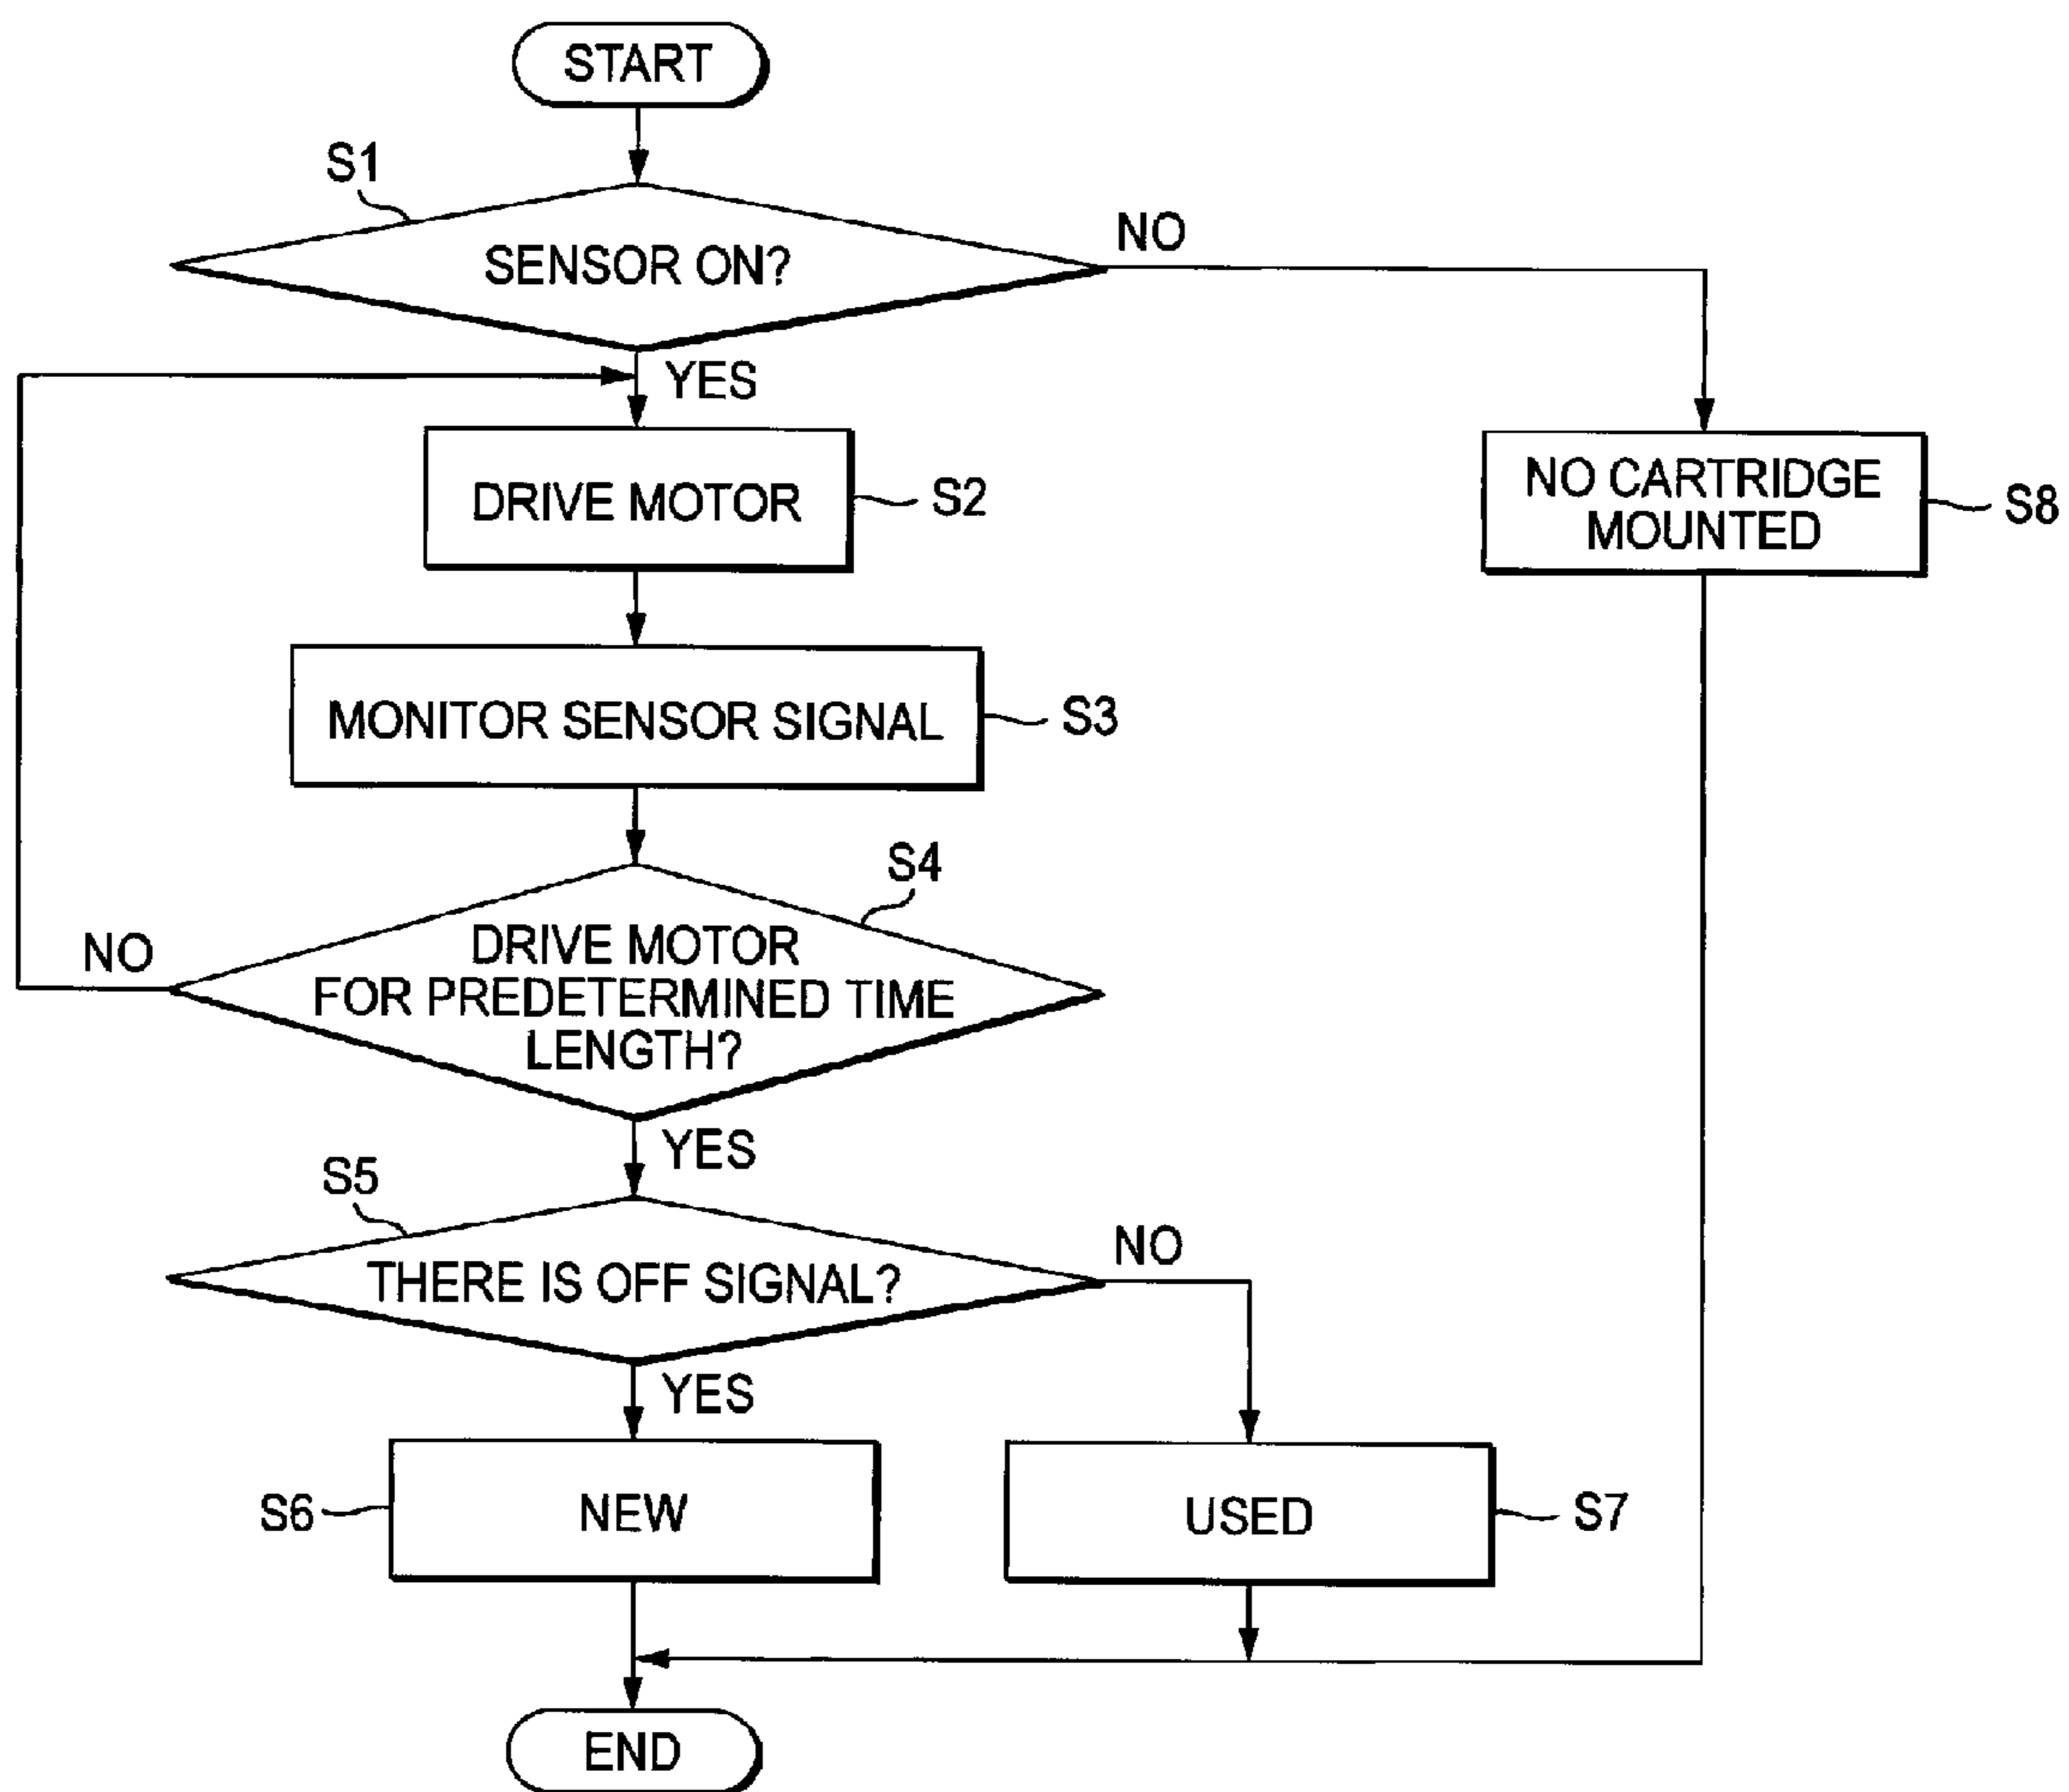 START
S1
SENSOR ON?
NO
YES
DRIVE MOTOR
S2
NO CARTRIDGE
MOUNTED
S8
MONITOR SENSOR SIGNAL
S3
S4
DRIVE MOTOR
FOR PREDETERMINED TIME
LENGTH?
NO
YES
S5
THERE IS OFF SIGNAL?
NO
YES
S6
NEW
USED
S7
END